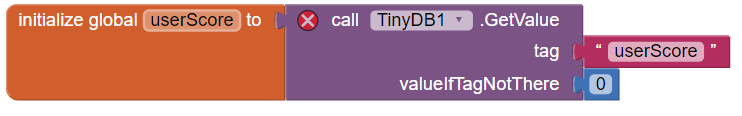 initialize global userScore to call TinyDB1 .GetValue
tag “ userScore ”
valueIfTagNotThere 0